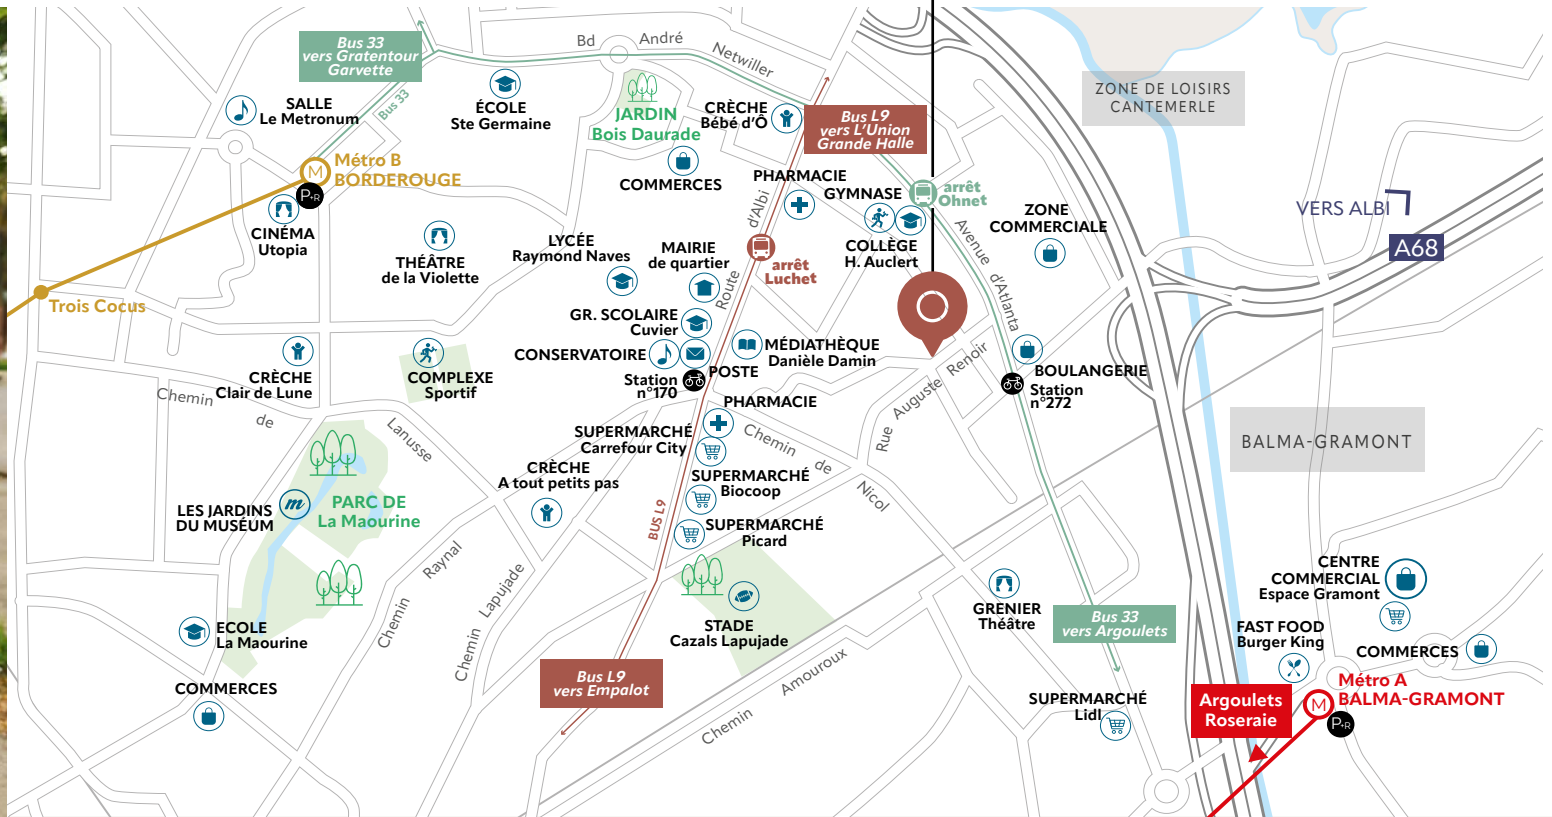 Bus 33
vers Gratentour
Garvette
Bus 33
Bd André Netwiller
SALLE
Le Metronum
ÉCOLE
Ste Germaine
JARDIN
Bois Daurade
CRÈCHE
Bébé d'Ô
Bus L9
vers L'Union
Grande Halle
ZONE DE LOISIRS
CANTEMERLE
M
Métro B
BORDEROUGE
P+R
COMMERCES
PHARMACIE
GYMNASE
arrêt
Ohnet
CINÉMA
Utopia
THÉÂTRE
de la Violette
LYCÉE
Raymond Naves
MAIRIE
de quartier
Route d'Albi
arrêt
Luchet
COLLÈGE
H. Auclert
Avenue d'Atlanta
ZONE
COMMERCIALE
VERS ALBI
A68
Trois Cocus
GR. SCOLAIRE
Cuvier
CONSERVATOIRE
POSTE
MÉDIATHÈQUE
Danièle Damin
Station
n°170
CRÈCHE
Clair de Lune
COMPLEXE
Sportif
Chemin de Lanusse
BOULANGERIE
Station
n°272
Rue Auguste Renoir
PHARMACIE
SUPERMARCHÉ
Carrefour City
Chemin de Nicol
BALMA-GRAMONT
CRÈCHE
A tout petits pas
SUPERMARCHÉ
Biocoop
SUPERMARCHÉ
Picard
BUS L9
m
LES JARDINS
DU MUSÉUM
PARC DE
La Maourine
Chemin Raynal
Chemin Lapujade
STADE
Cazals Lapujade
GRENIER
Théâtre
Bus 33
vers Argoulets
CENTRE
COMMERCIAL
Espace Gramont
FAST FOOD
Burger King
COMMERCES
ECOLE
La Maourine
COMMERCES
Bus L9
vers Empalot
Chemin Amouroux
SUPERMARCHÉ
Lidl
Argoulets
Roseraie
M
Métro A
BALMA-GRAMONT
P+R